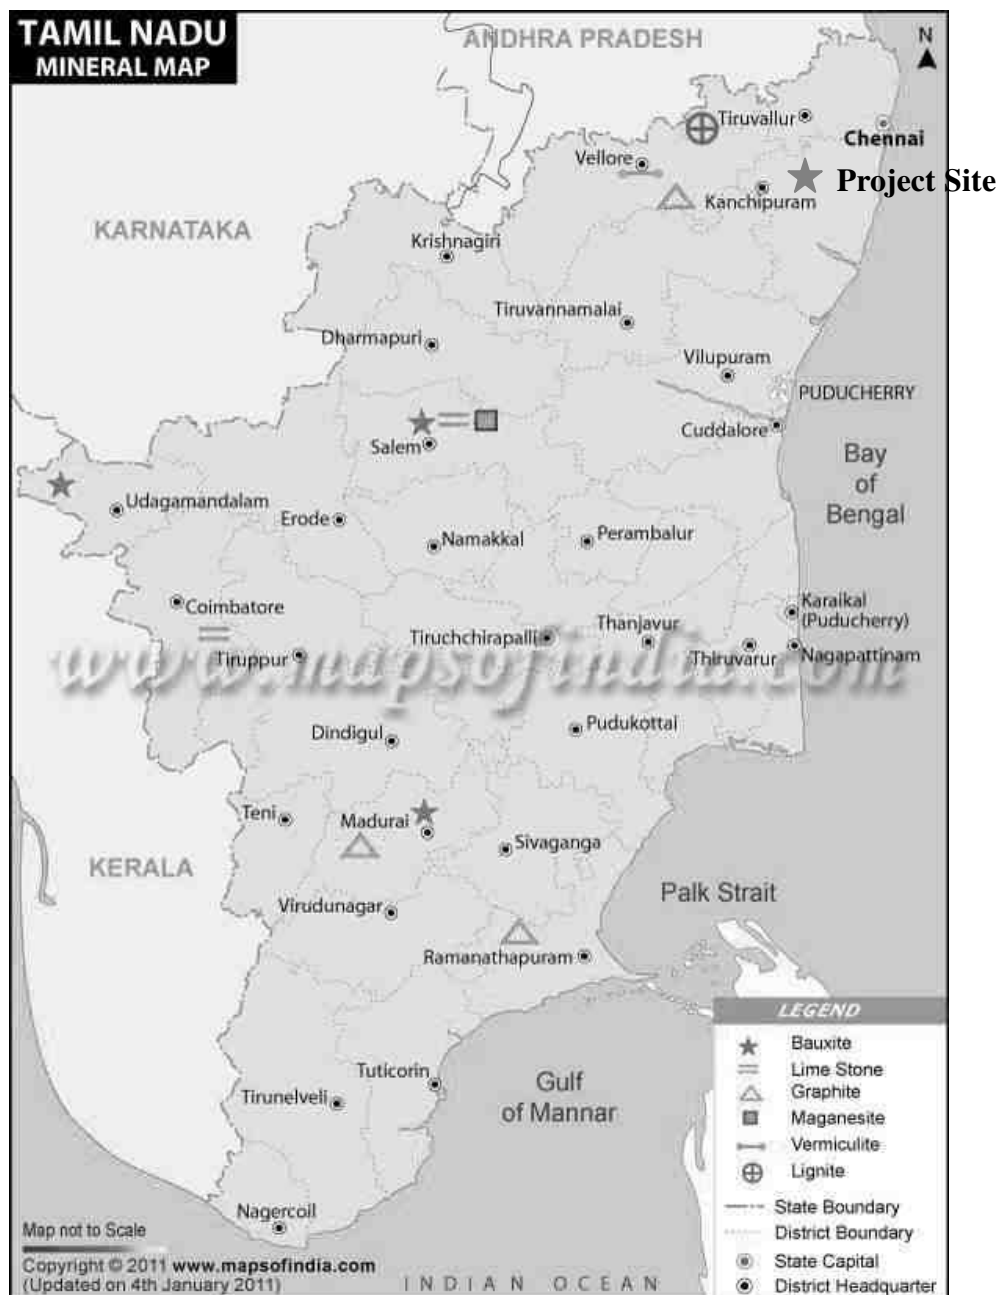 TAMIL NADU
MINERAL MAP
ANDHRA PRADESH
N
Tiruvallur
Chennai
Vellore
Project Site
Kanchipuram
KARNATAKA
Krishnagiri
Tiruvannamalai
Dharmapuri
Vilupuram
PUDUCHERRY
Salem
Cuddalore
Bay
of
Bengal
Udagamandalam
Erode
Namakkal
Perambalur
Coimbatore
Karaikal
(Puducherry)
Tiruchchirapalli
Thanjavur
Tiruppur
Thiruvarur
Nagapattinam
www.mapsofindia.com
Dindigul
Pudukottai
Teni
Madurai
Sivaganga
KERALA
Palk Strait
Virudunagar
Ramanathapuram
LEGEND
Bauxite
Lime Stone
Graphite
Maganesite
Vermiculite
Lignite
State Boundary
District Boundary
State Capital
District Headquarter
Tuticorin
Gulf
of Mannar
Tirunelveli
Nagercoil
Map not to Scale
Copyright © 2011 www.mapsofindia.com
(Updated on 4th January 2011)
INDIAN OCEAN